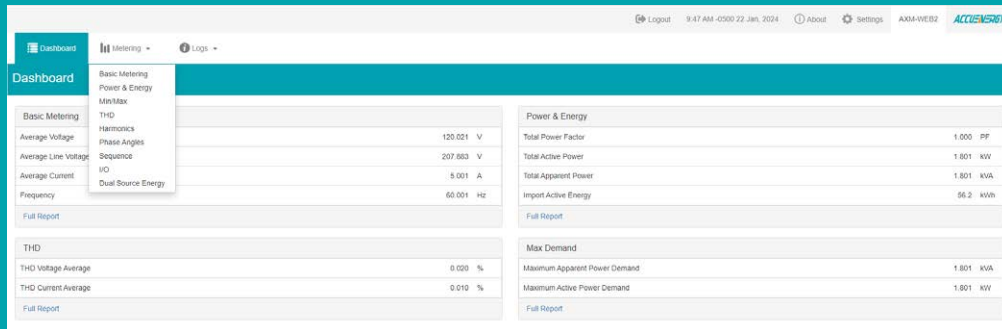 Logout 9:47 AM -0500 22 Jan, 2024 About Settings AXM-WEB2 ACCUENERGY
Dashboard Metering Logs
Dashboard
Basic Metering
Power & Energy
Min/Max
THD
Harmonics
Phase Angles
Sequence
I/O
Dual Source Energy
Basic Metering
Average Voltage 120.021 V
Average Line Voltage 207.883 V
Average Current 5.001 A
Frequency 60.001 Hz
Full Report
Power & Energy
Total Power Factor 1.000 PF
Total Active Power 1.801 kW
Total Apparent Power 1.801 kVA
Import Active Energy 56.2 kWh
Full Report
THD
THD Voltage Average 0.020 %
THD Current Average 0.010 %
Full Report
Max Demand
Maximum Apparent Power Demand 1.801 kVA
Maximum Active Power Demand 1.801 kW
Full Report